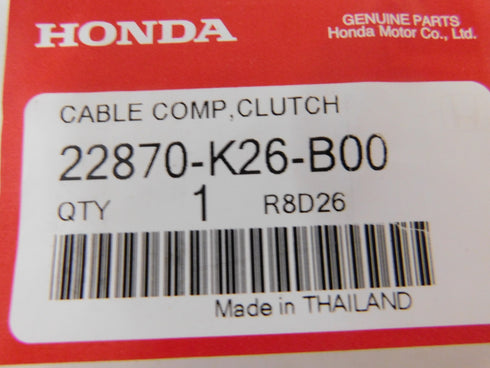 HONDA
GENUINE PARTS
Honda Motor Co., Ltd.
CABLE COMP,CLUTCH
22870-K26-B00
QTY 1 R8D26
Made in THAILAND